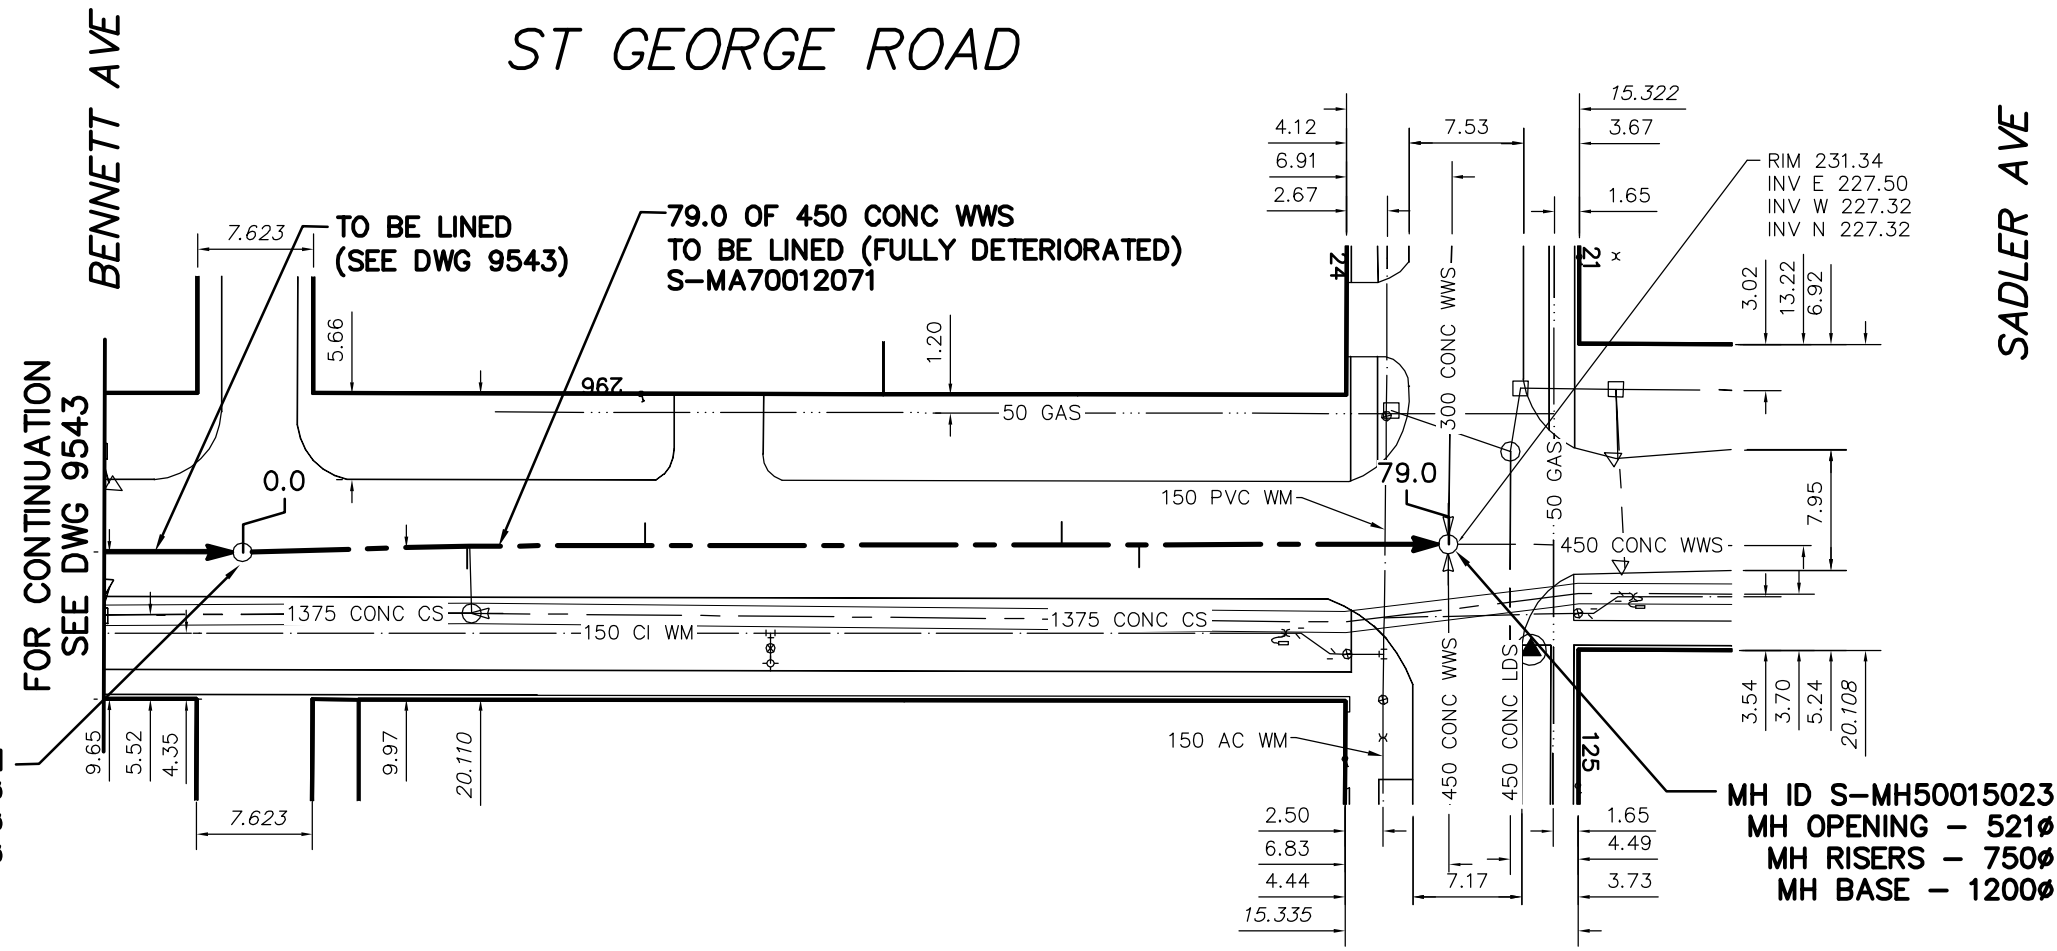 ST GEORGE ROAD
BENNETT AVE
SADLER AVE
FOR CONTINUATION
SEE DWG 9543
7.623
TO BE LINED
(SEE DWG 9543)
79.0 OF 450 CONC WWS
TO BE LINED (FULLY DETERIORATED)
S-MA70012071
4.12
6.91
2.67
7.53
15.322
3.67
1.65
RIM 231.34
INV E 227.50
INV W 227.32
INV N 227.32
24
21
x
3.02
13.22
6.92
5.66
296
1.20
50 GAS
300 CONC WWS
50 GAS
0.0
79.0
150 PVC WM
450 CONC WWS
7.95
1375 CONC CS
150 CI WM
1375 CONC CS
450 CONC WWS
450 CONC LDS
150 AC WM
125
9.65
5.52
4.35
9.97
20.110
7.623
3.54
3.70
5.24
20.108
2.50
6.83
4.44
15.335
7.17
1.65
4.49
3.73
MH ID S-MH50015023
MH OPENING - 521ø
MH RISERS - 750ø
MH BASE - 1200ø